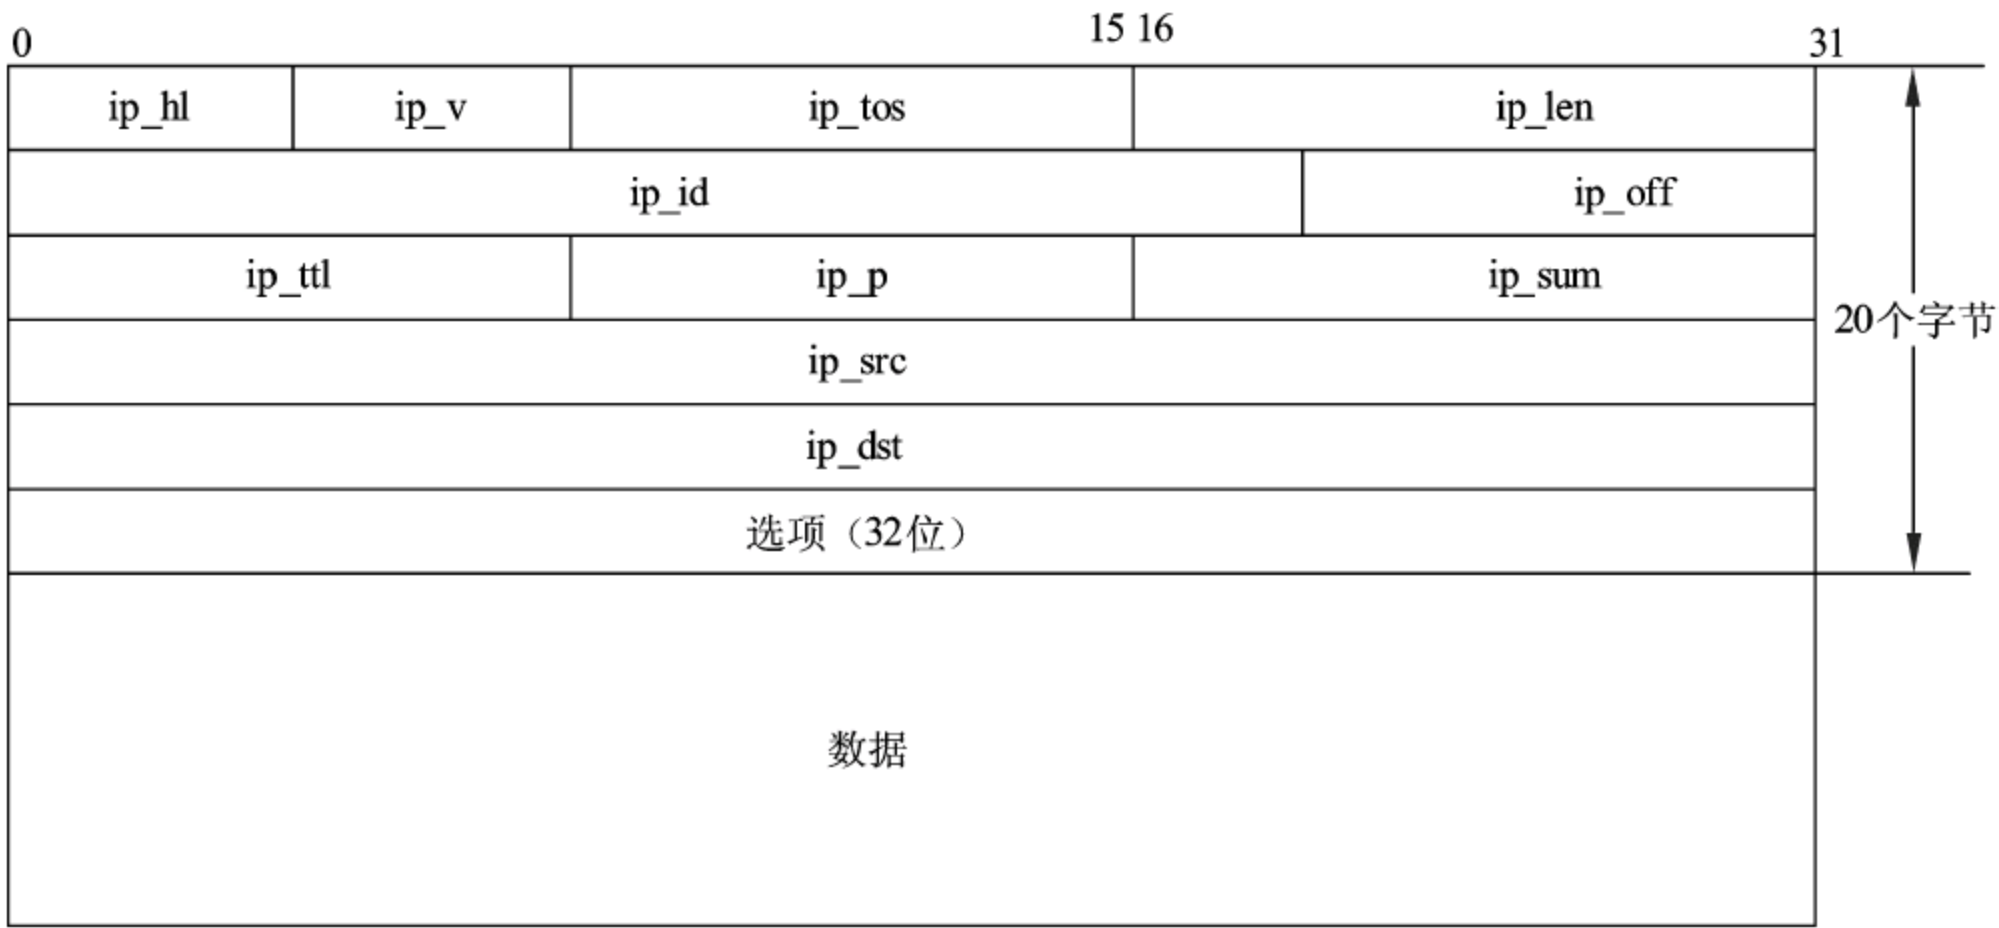 0 15 16 31
ip_hl ip_v ip_tos ip_len
ip_id ip_off
ip_ttl ip_p ip_sum
20个字节
ip_src
ip_dst
选项（32位）
数据